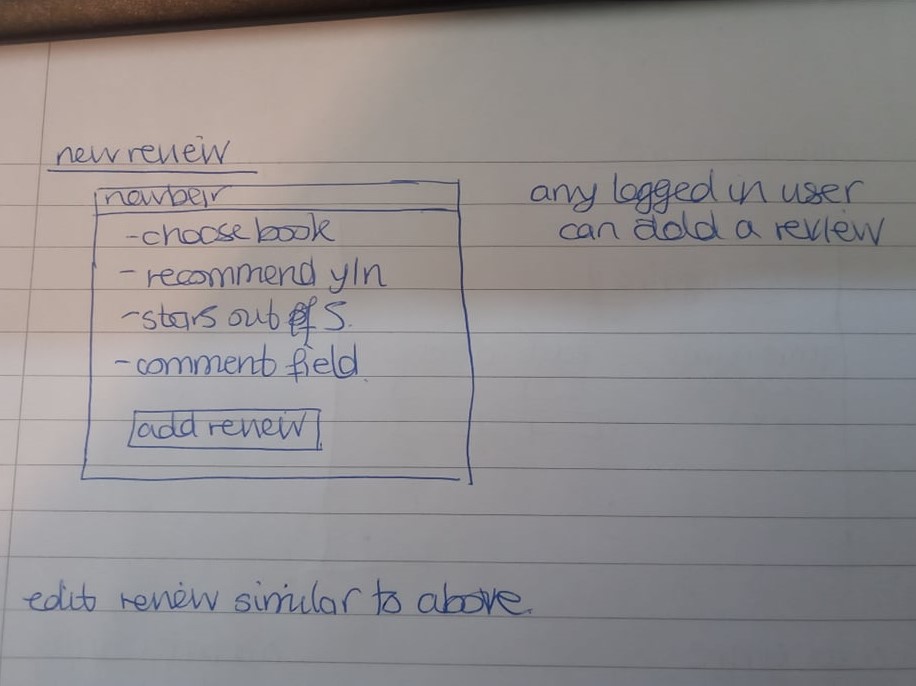 new review
navbar
any logged in user
can add a review
-choose book
- recommend y/n
-stars out of 5.
-comment field.
add review
edit review similar to above.